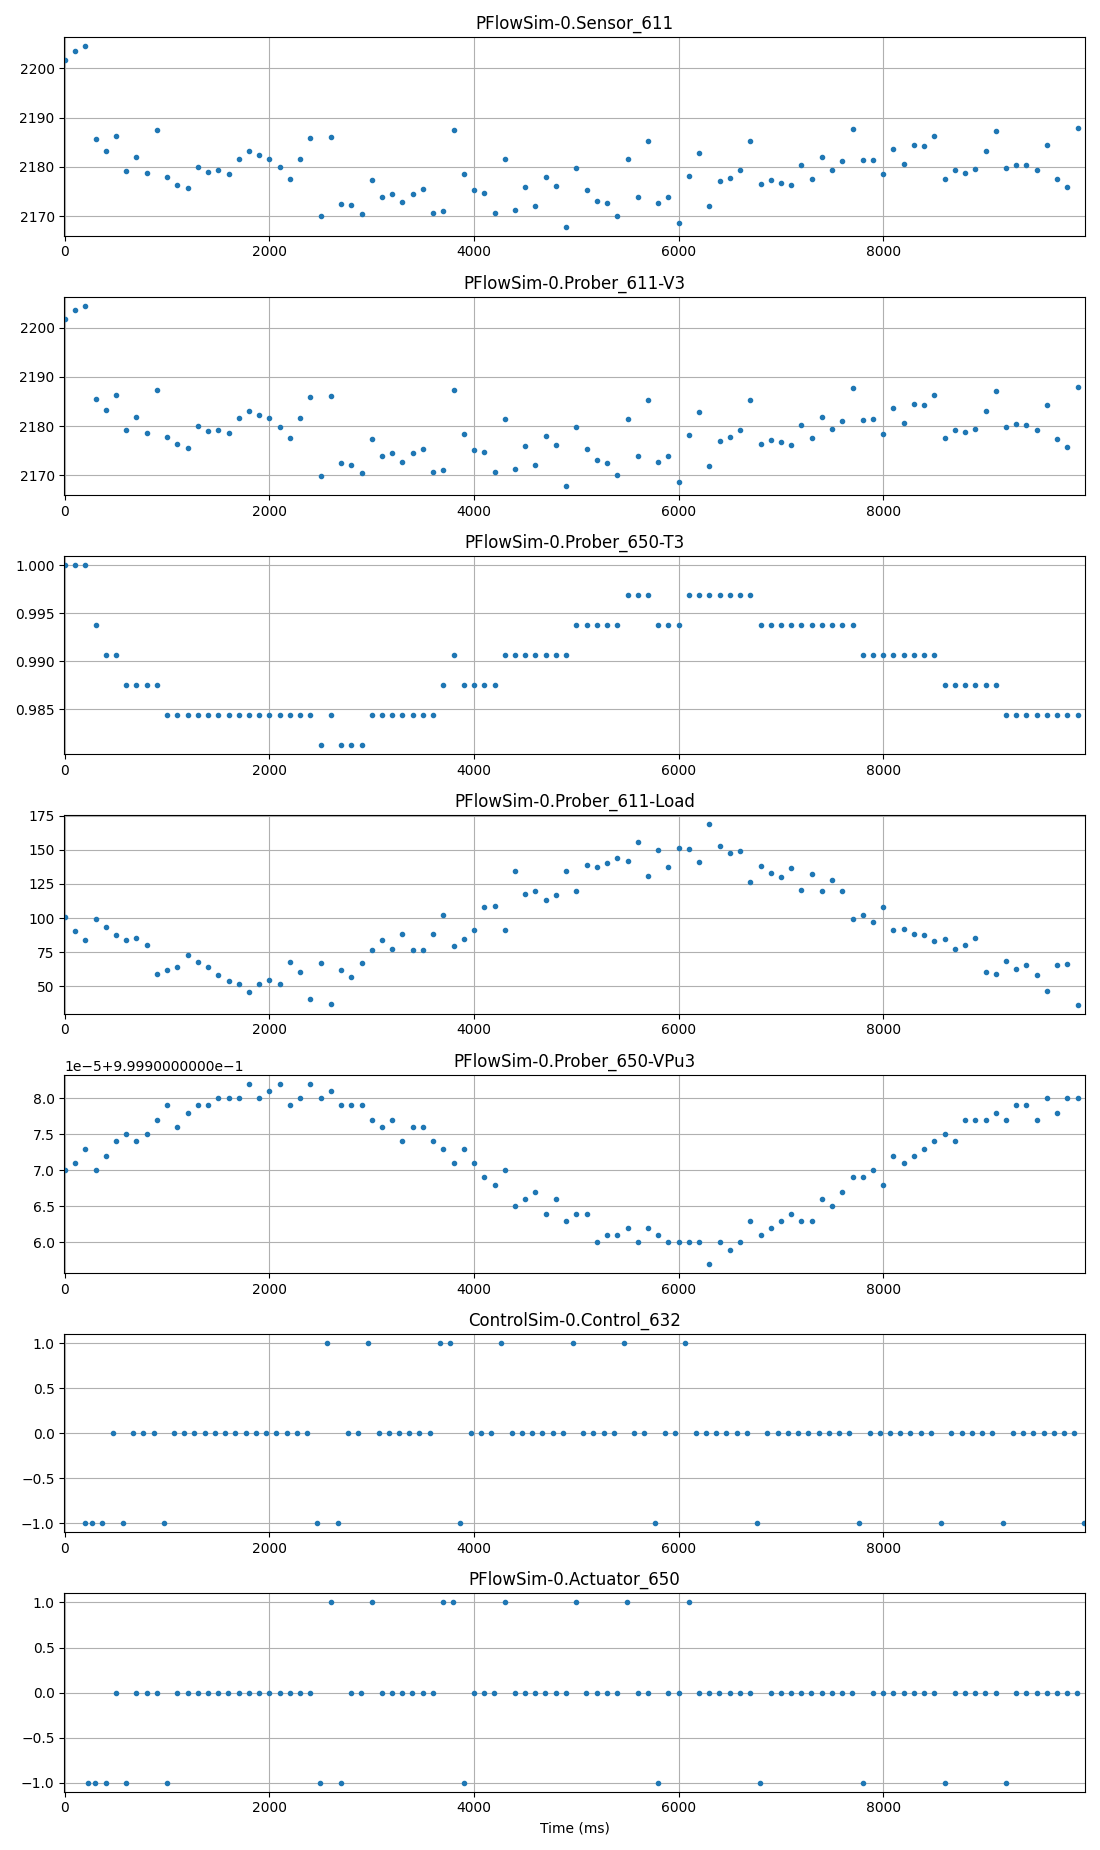 PFlowSim-0.Sensor_611
2200
2190
2180
2170
0 2000 4000 6000 8000
PFlowSim-0.Prober_611-V3
2200
2190
2180
2170
0 2000 4000 6000 8000
PFlowSim-0.Prober_650-T3
1.000
0.995
0.990
0.985
0 2000 4000 6000 8000
PFlowSim-0.Prober_611-Load
175
150
125
100
75
50
0 2000 4000 6000 8000
PFlowSim-0.Prober_650-VPu3
1e−5+9.9990000000e−1
8.0
7.5
7.0
6.5
6.0
0 2000 4000 6000 8000
ControlSim-0.Control_632
1.0
0.5
0.0
−0.5
−1.0
0 2000 4000 6000 8000
PFlowSim-0.Actuator_650
1.0
0.5
0.0
−0.5
−1.0
0 2000 4000 6000 8000
Time (ms)